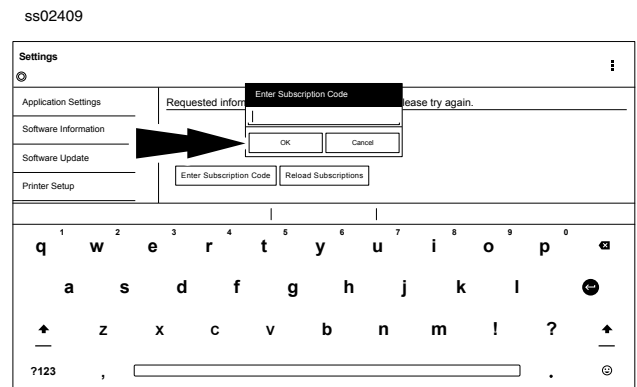 ss02409
Settings
Enter Subscription Code
Application Settings
Requested inform
lease try again.
Software Information
OK Cancel
Software Update
Enter Subscription Code Reload Subscriptions
Printer Setup
1 2 3 4 5 6 7 8 9 0
q w e r t y u i o p
a s d f g h j k l
z x c v b n m ! ?
?123 , .